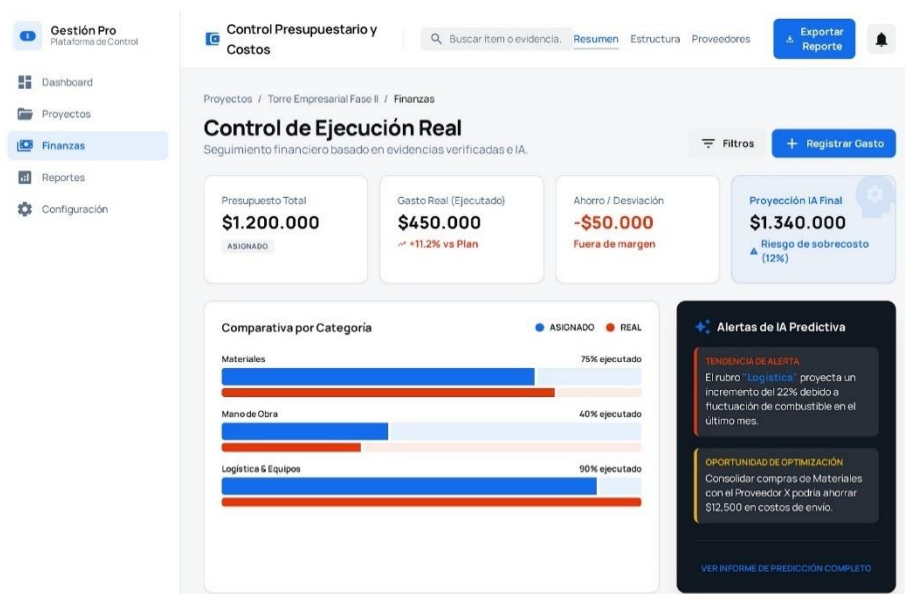 Gestión Pro
Plataforma de Control
Dashboard
Proyectos
Finanzas
Reportes
Configuración
Control Presupuestario y
Costos
Buscar ítem o evidencia.
Resumen
Estructura
Proveedores
Exportar
Reporte
Proyectos / Torre Empresarial Fase II / Finanzas
Control de Ejecución Real
Seguimiento financiero basado en evidencias verificadas e IA.
Filtros
+ Registrar Gasto
Presupuesto Total
$1.200.000
ASIGNADO
Gasto Real (Ejecutado)
$450.000
+11.2% vs Plan
Ahorro / Desviación
-$50.000
Fuera de margen
Proyección IA Final
$1.340.000
Riesgo de sobrecosto
(12%)
Comparativa por Categoría
ASIGNADO
REAL
Materiales
75% ejecutado
Mano de Obra
40% ejecutado
Logística & Equipos
90% ejecutado
Alertas de IA Predictiva
TENDENCIA DE ALERTA
El rubro "Logística" proyecta un
incremento del 22% debido a
fluctuación de combustible en el
último mes.
OPORTUNIDAD DE OPTIMIZACIÓN
Consolidar compras de Materiales
con el Proveedor X podría ahorrar
$12,500 en costos de envío.
VER INFORME DE PREDICCIÓN COMPLETO